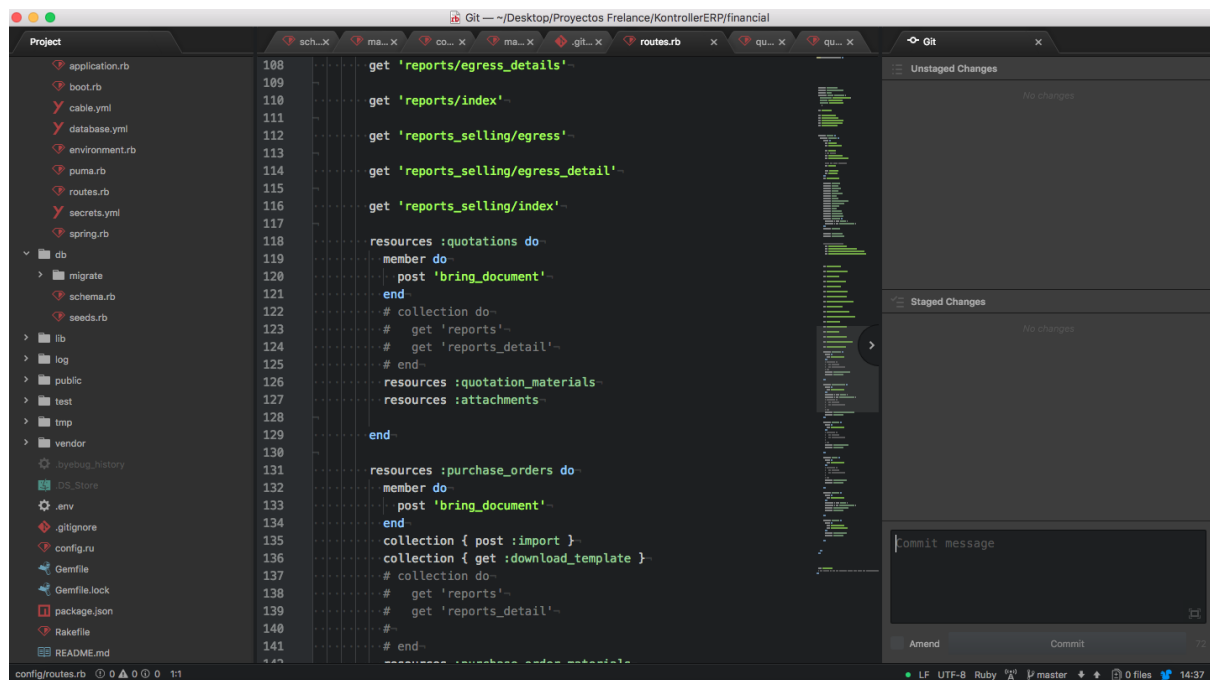 Git — ~/Desktop/Proyectos Frelance/KontrollerERP/financial
Project
sch...
ma...
co...
ma...
.git...
routes.rb
qu...
qu...
Git
application.rb
boot.rb
cable.yml
database.yml
environment.rb
puma.rb
routes.rb
secrets.yml
spring.rb
db
migrate
schema.rb
seeds.rb
lib
log
public
test
tmp
vendor
.byebug_history
.DS_Store
.env
.gitignore
config.ru
Gemfile
Gemfile.lock
package.json
Rakefile
README.md
108 get 'reports/egress_details'
109
110 get 'reports/index'
111
112 get 'reports_selling/egress'
113
114 get 'reports_selling/egress_detail'
115
116 get 'reports_selling/index'
117
118 resources :quotations do
119 member do
120 post 'bring_document'
121 end
122 # collection do
123 # get 'reports'
124 # get 'reports_detail'
125 # end
126 resources :quotation_materials
127 resources :attachments
128
129 end
130
131 resources :purchase_orders do
132 member do
133 post 'bring_document'
134 end
135 collection { post :import }
136 collection { get :download_template }
137 # collection do
138 # get 'reports'
139 # get 'reports_detail'
140 #
141 # end
Unstaged Changes
No changes
Staged Changes
No changes
Commit message
Amend
Commit
72
config/routes.rb 0 0 0 1:1
LF UTF-8 Ruby master 0 files 14:37